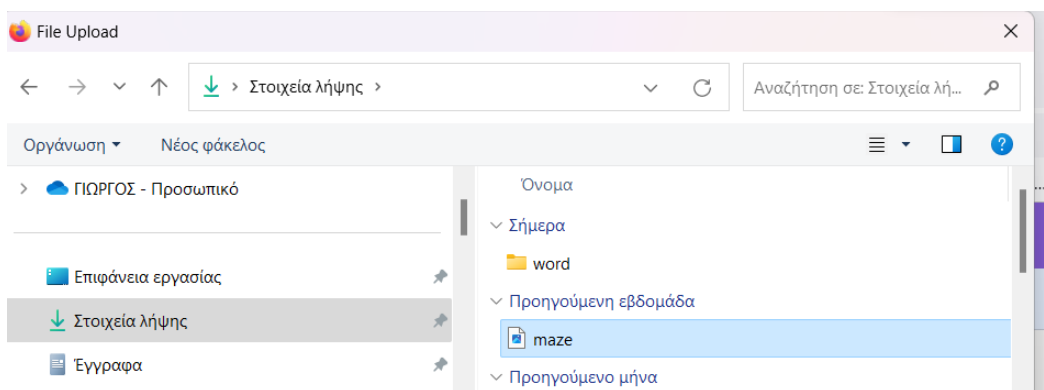 File Upload
Στοιχεία λήψης
Αναζήτηση σε: Στοιχεία λή...
Οργάνωση
Νέος φάκελος
ΓΙΩΡΓΟΣ - Προσωπικό
Επιφάνεια εργασίας
Στοιχεία λήψης
Έγγραφα
Όνομα
Σήμερα
word
Προηγούμενη εβδομάδα
maze
Προηγούμενο μήνα